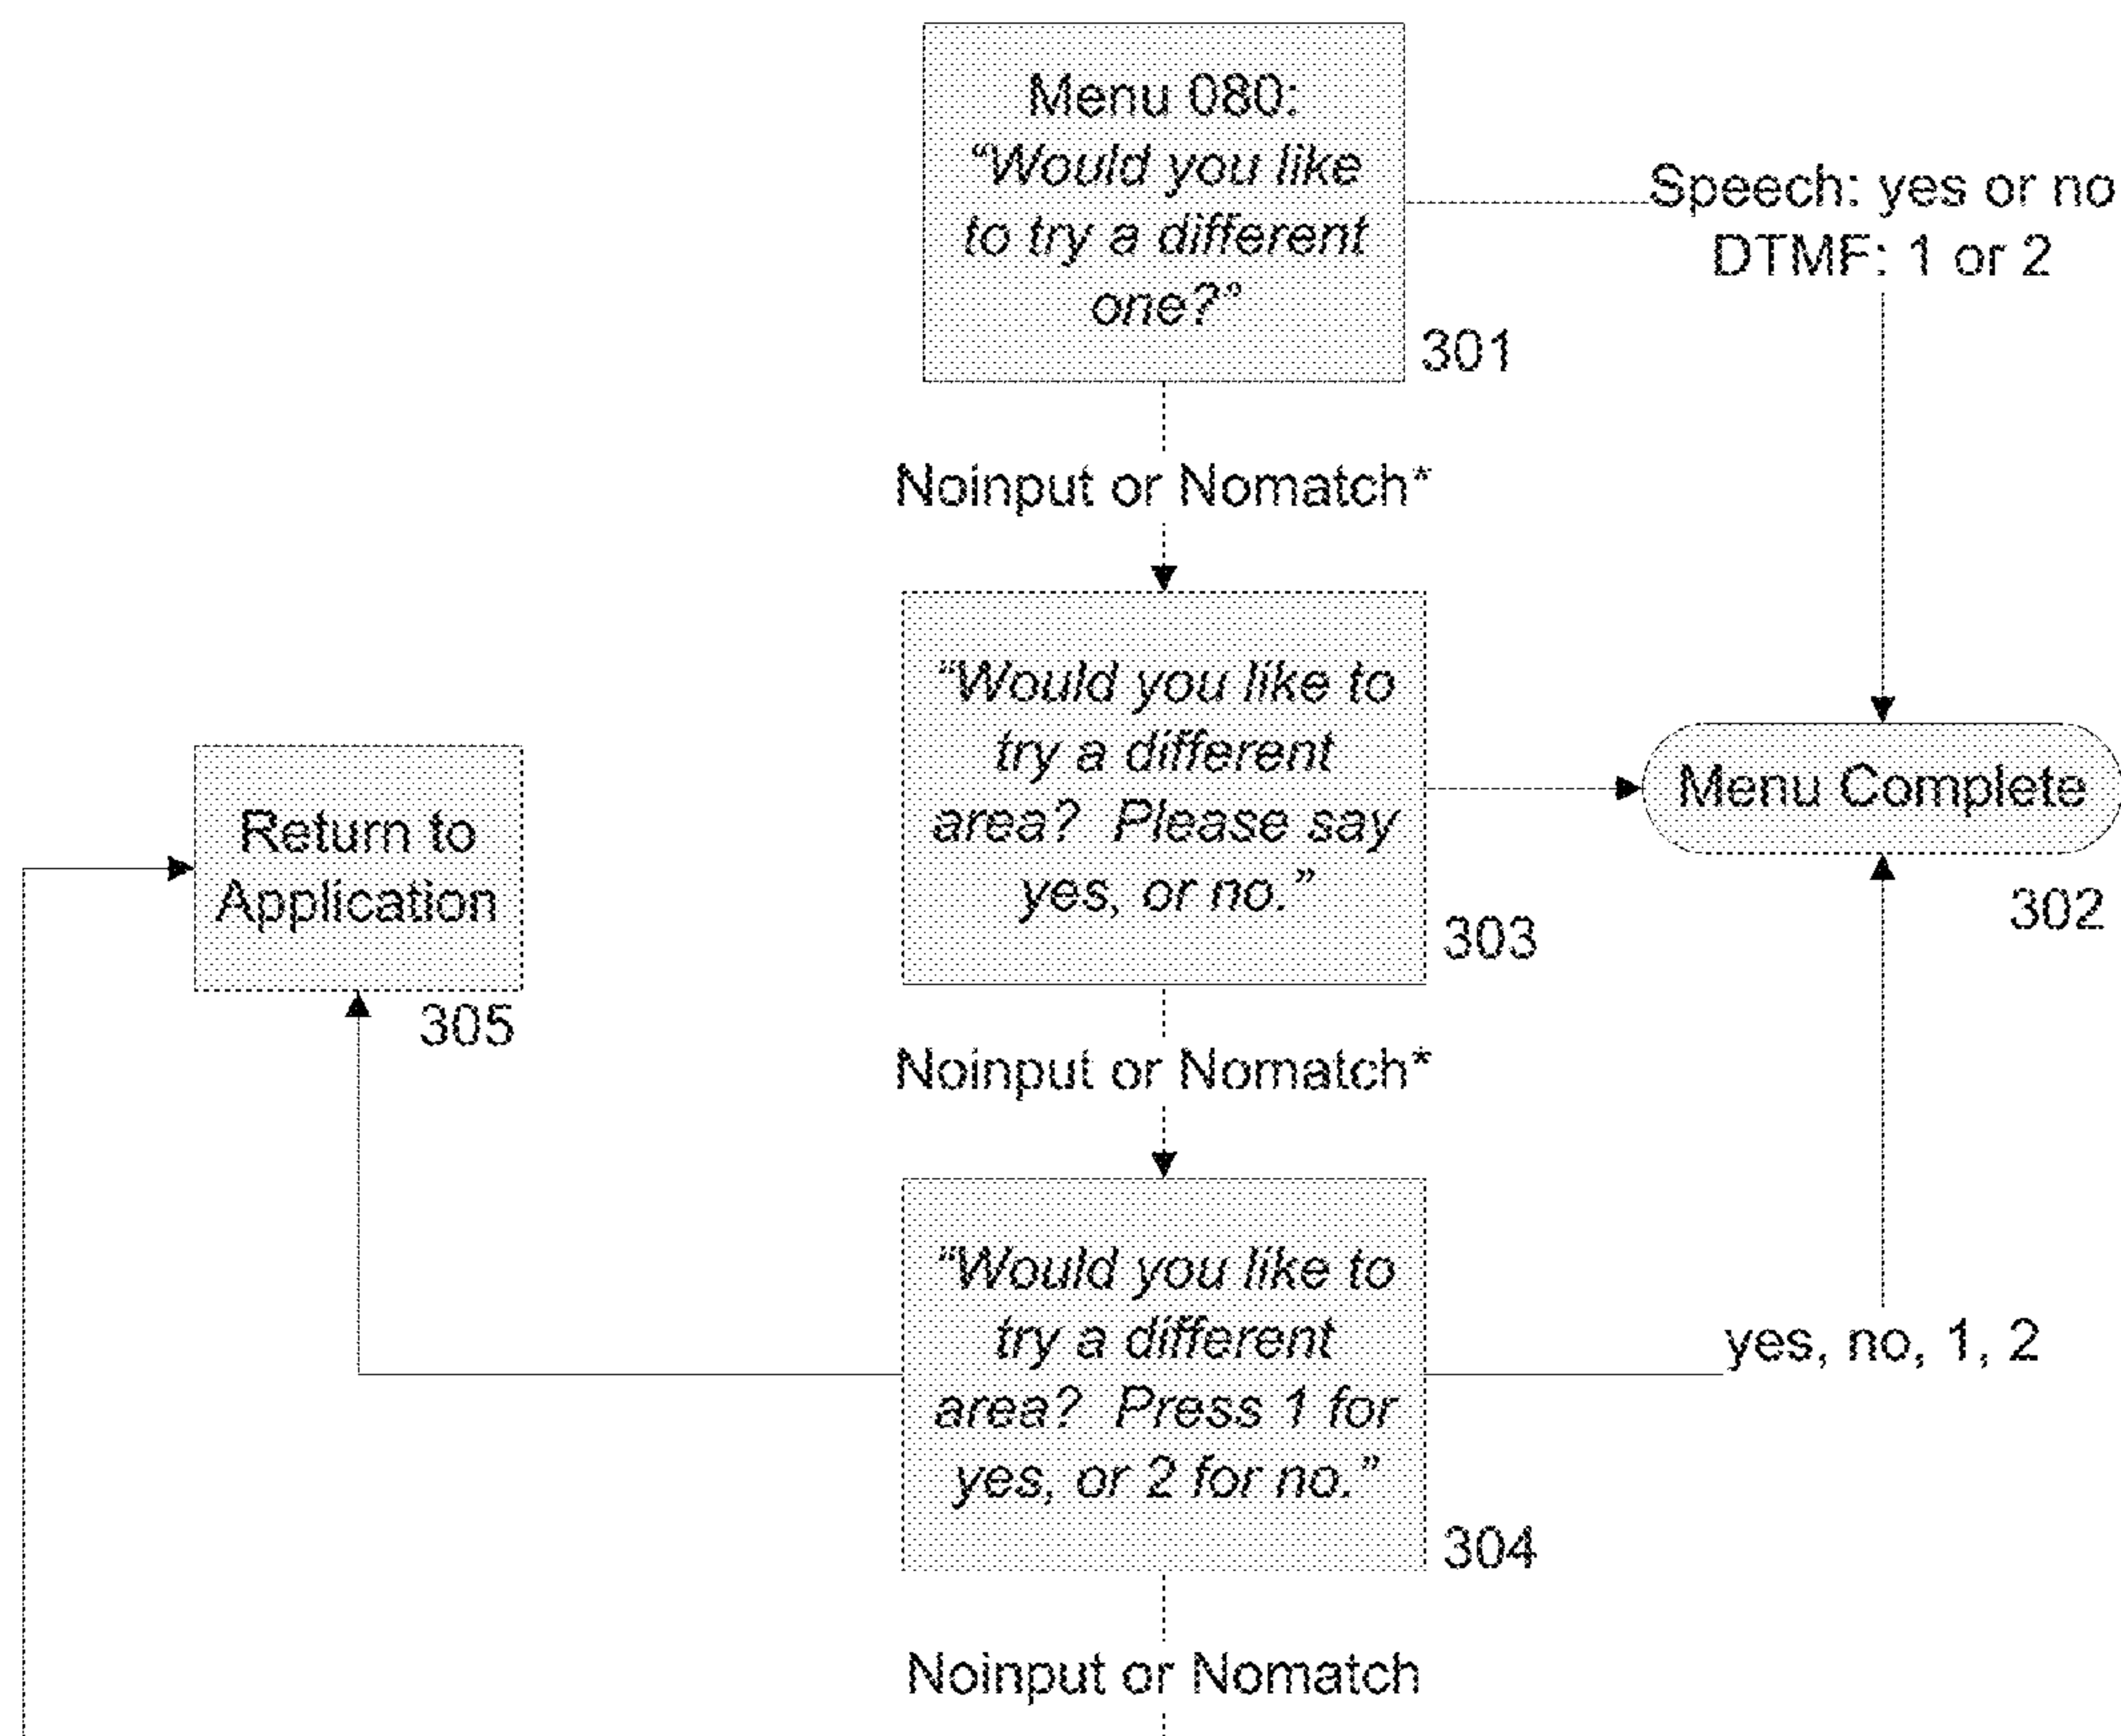 Menu 080:
“Would you like
to try a different
one?”
301
Speech: yes or no
DTMF: 1 or 2
Noinput or Nomatch*
“Would you like to
try a different
area? Please say
yes, or no.”
303
Menu Complete
302
Return to
Application
305
Noinput or Nomatch*
“Would you like to
try a different
area? Press 1 for
yes, or 2 for no.”
304
yes, no, 1, 2
Noinput or Nomatch